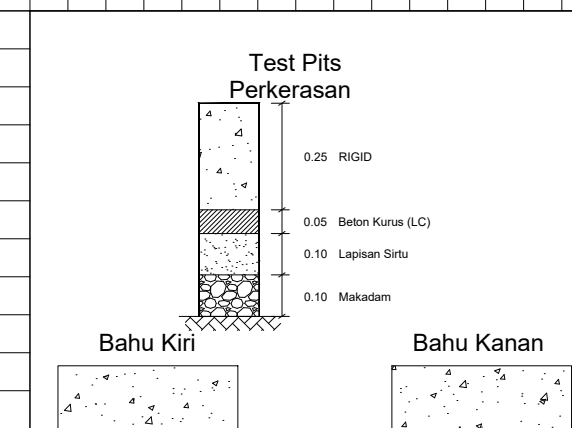 Test Pits
Perkerasan
0.25 RIGID
0.05 Beton Kurus (LC)
0.10 Lapisan Sirtu
0.10 Makadam
Bahu Kiri
Bahu Kanan